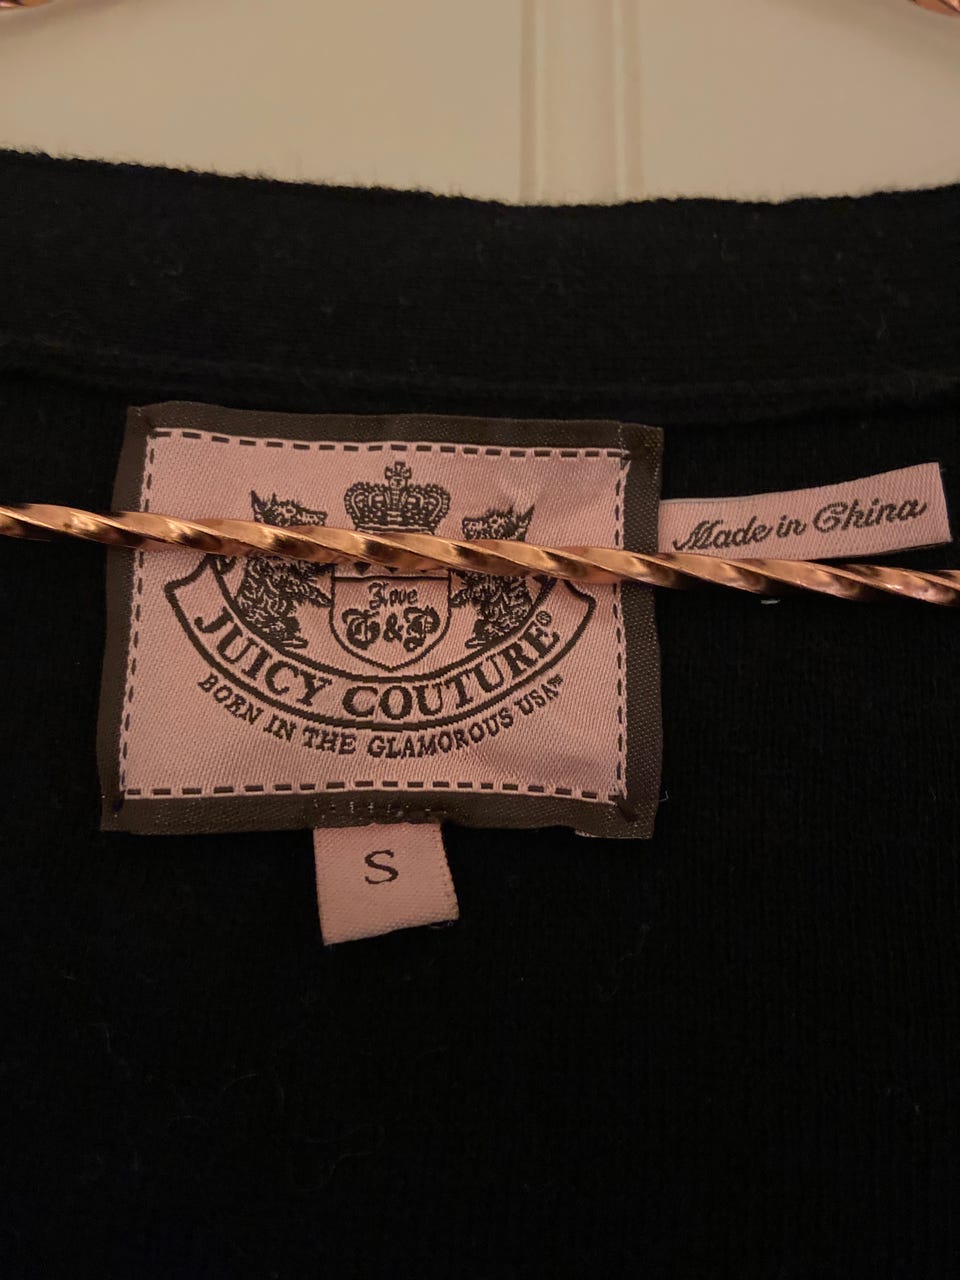 Love
G&P
JUICY COUTURE®
BORN IN THE GLAMOROUS USA™
Made in China
S